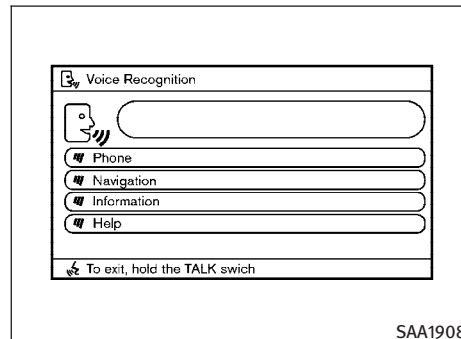 Voice Recognition
Phone
Navigation
Information
Help
To exit, hold the TALK swich
SAA1908